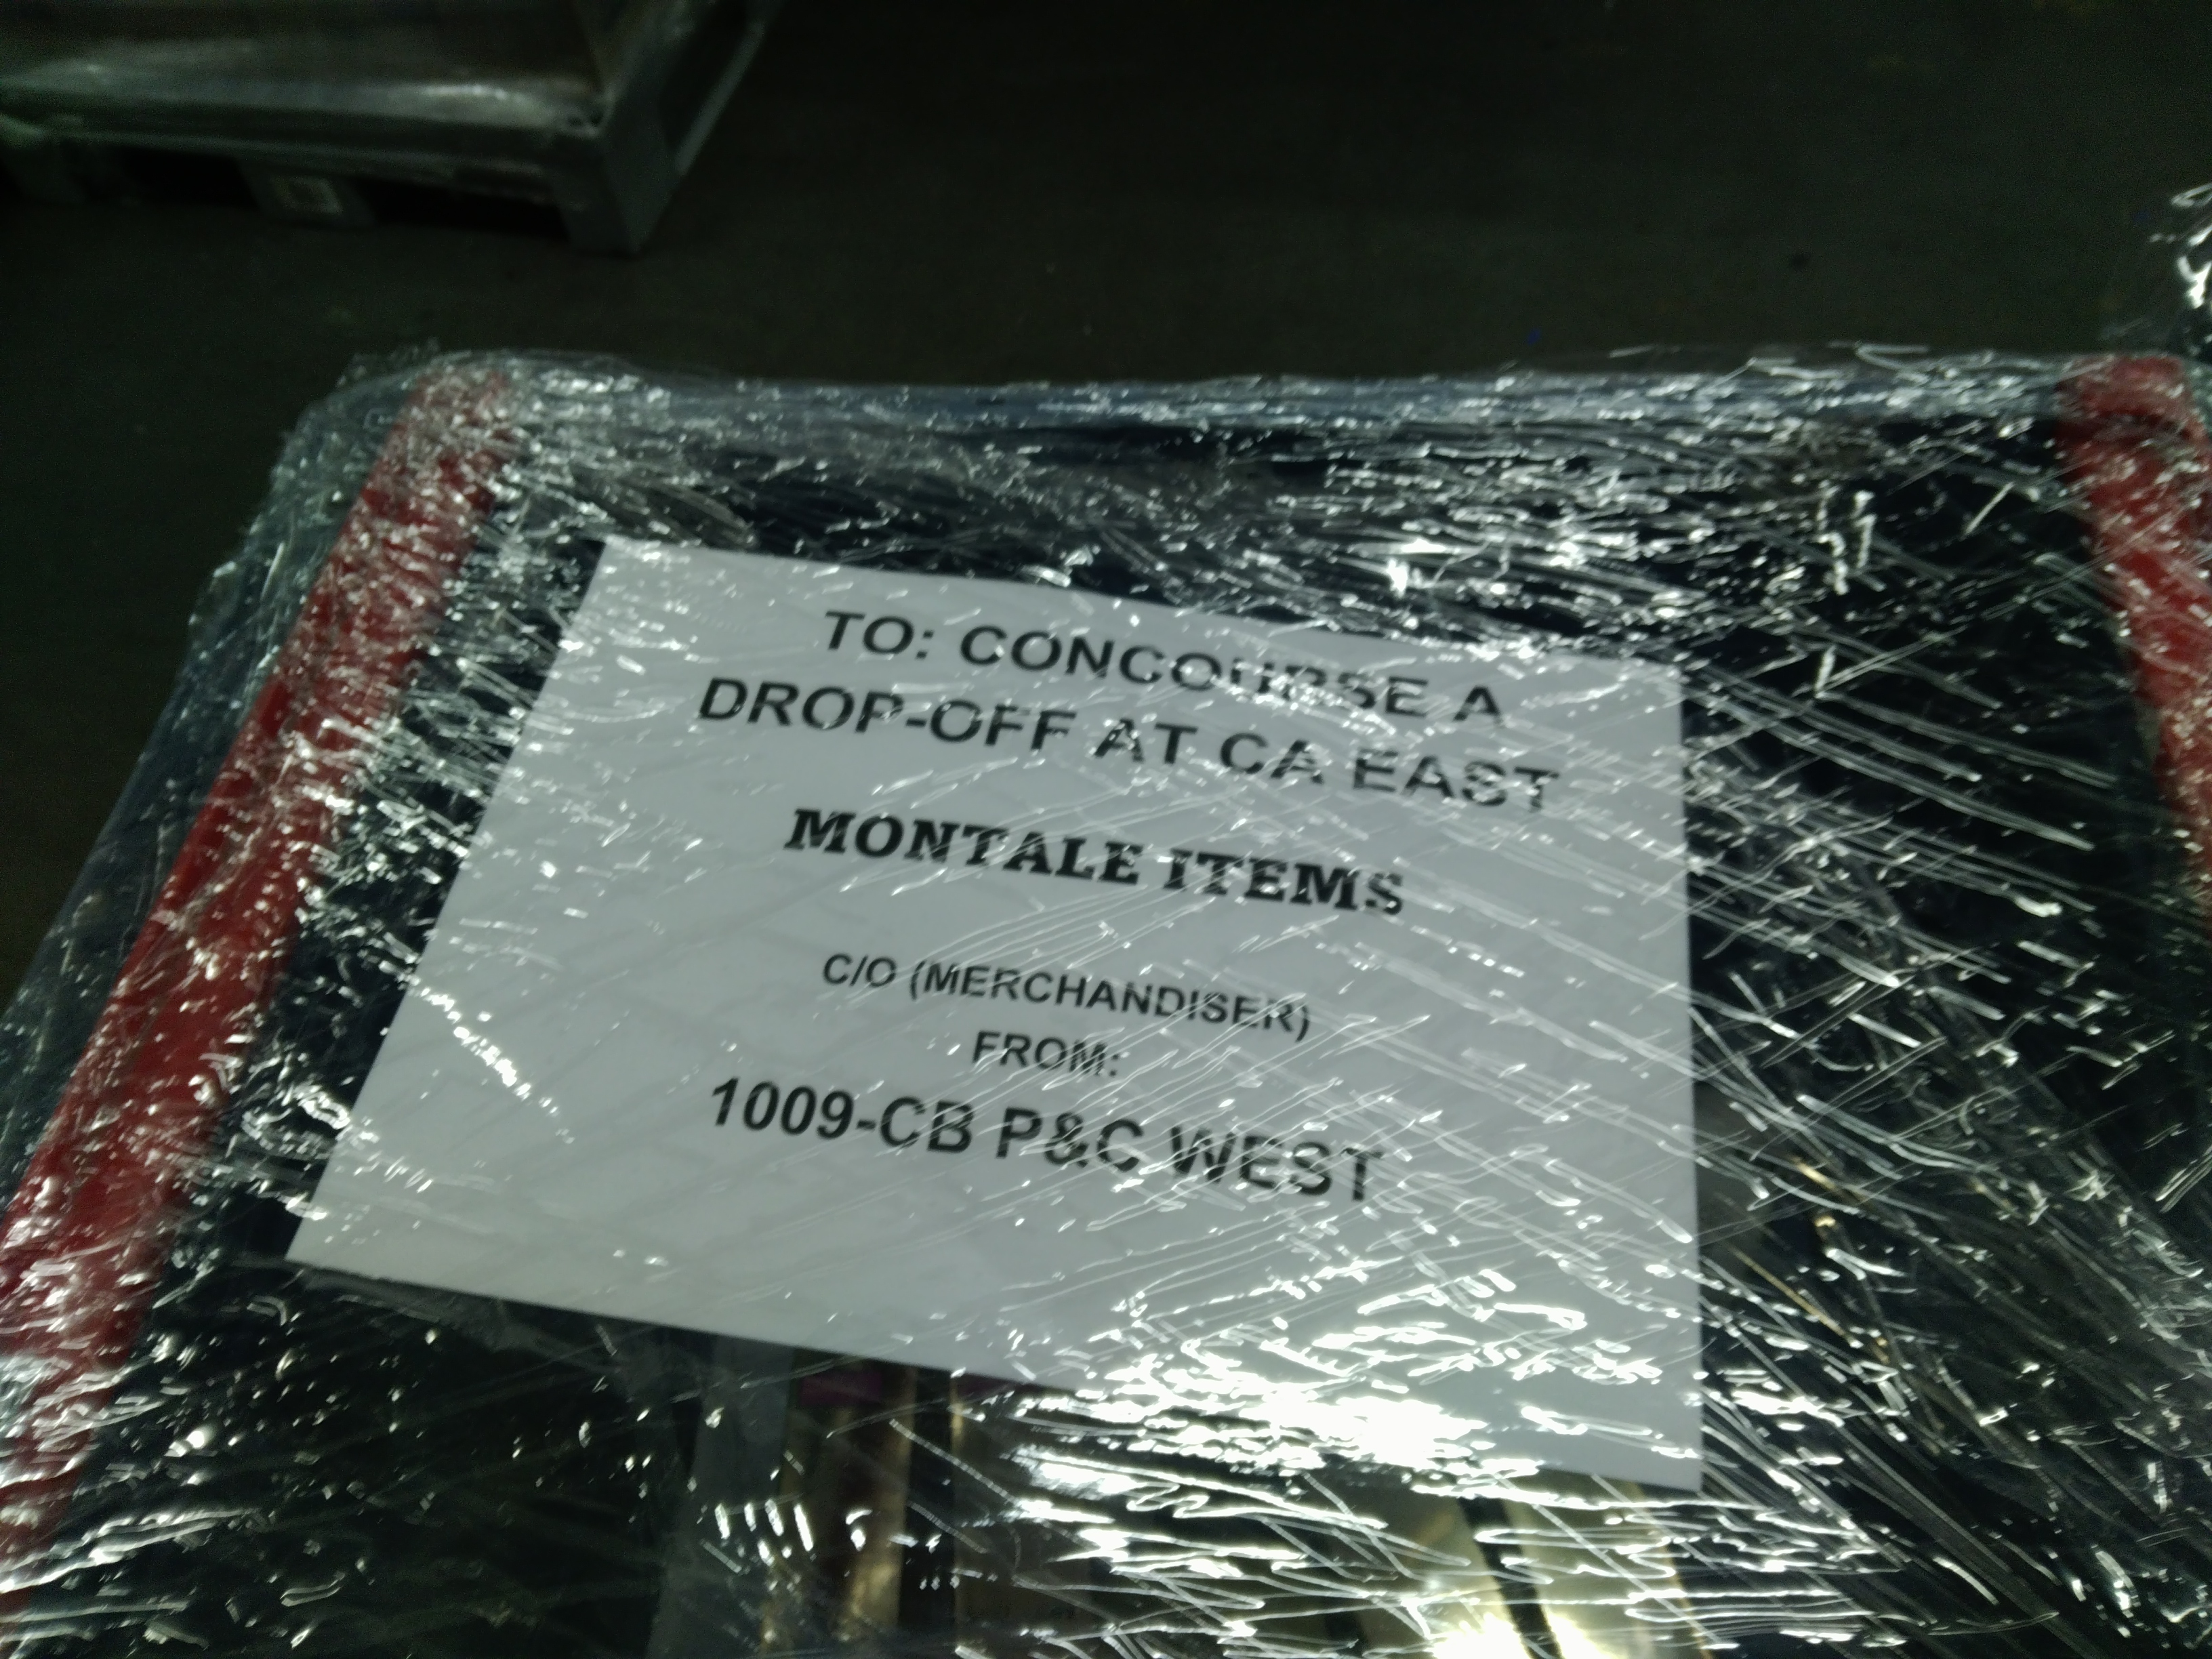 TO: CONCOURSE A
DROP-OFF AT CA EAST
MONTALE ITEMS
C/O (MERCHANDISER)
FROM:
1009-CB P&C WEST